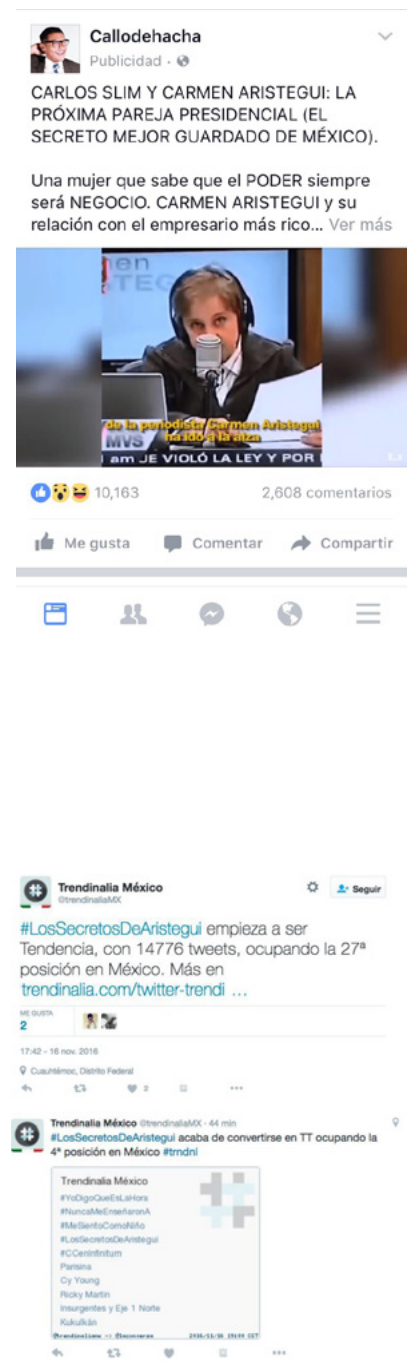 Callodehacha
Publicidad ·
CARLOS SLIM Y CARMEN ARISTEGUI: LA
PRÓXIMA PAREJA PRESIDENCIAL (EL
SECRETO MEJOR GUARDADO DE MÉXICO).
Una mujer que sabe que el PODER siempre
será NEGOCIO. CARMEN ARISTEGUI y su
relación con el empresario más rico... Ver más
en
de la periodista Carmen Aristegui
ha ido a la alza
MVS
am JE VIOLÓ LA LEY Y POR
10,163
2,608 comentarios
Me gusta Comentar Compartir
Trendinalia México
@trendinaliaMX
Seguir
#LosSecretosDeAristegui empieza a ser
Tendencia, con 14776 tweets, ocupando la 27ª
posición en México. Más en
trendinalia.com/twitter-trendi ...
ME GUSTA
2
17:42 - 16 nov. 2016
Cuauhtémoc, Distrito Federal
2
Trendinalia México @trendinaliaMX · 44 min
#LosSecretosDeAristegui acaba de convertirse en TT ocupando la
4ª posición en México #trndnl
Trendinalia México
#YoDigoQueEsLaHora
#NuncaMeEnseñaronA
#MeSientoComoNiño
#LosSecretosDeAristegui
#CCenInfinitum
Parisina
Cy Young
Ricky Martin
Insurgentes y Eje 1 Norte
Kukulkán